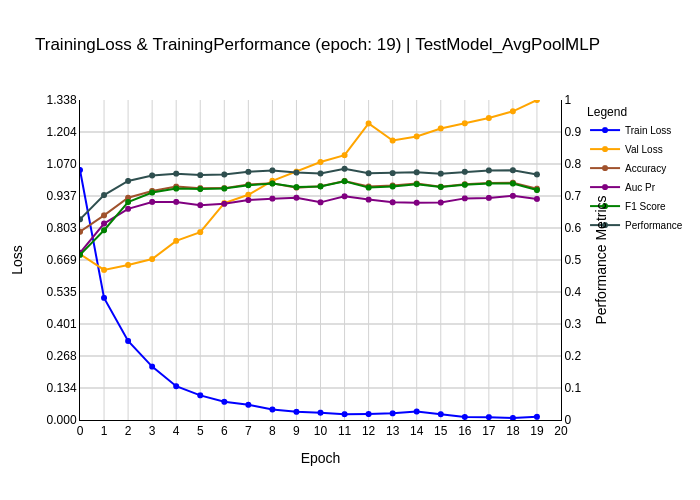 TrainingLoss & TrainingPerformance (epoch: 19) | TestModel_AvgPoolMLP
1.338
1.204
1.070
0.937
0.803
0.669
0.535
0.401
0.268
0.134
0.000
Loss
0 1 2 3 4 5 6 7 8 9 10 11 12 13 14 15 16 17 18 19 20
Epoch
1
0.9
0.8
0.7
0.6
0.5
0.4
0.3
0.2
0.1
0
Performance Metrics
Legend
Train Loss
Val Loss
Accuracy
Auc Pr
F1 Score
Performance